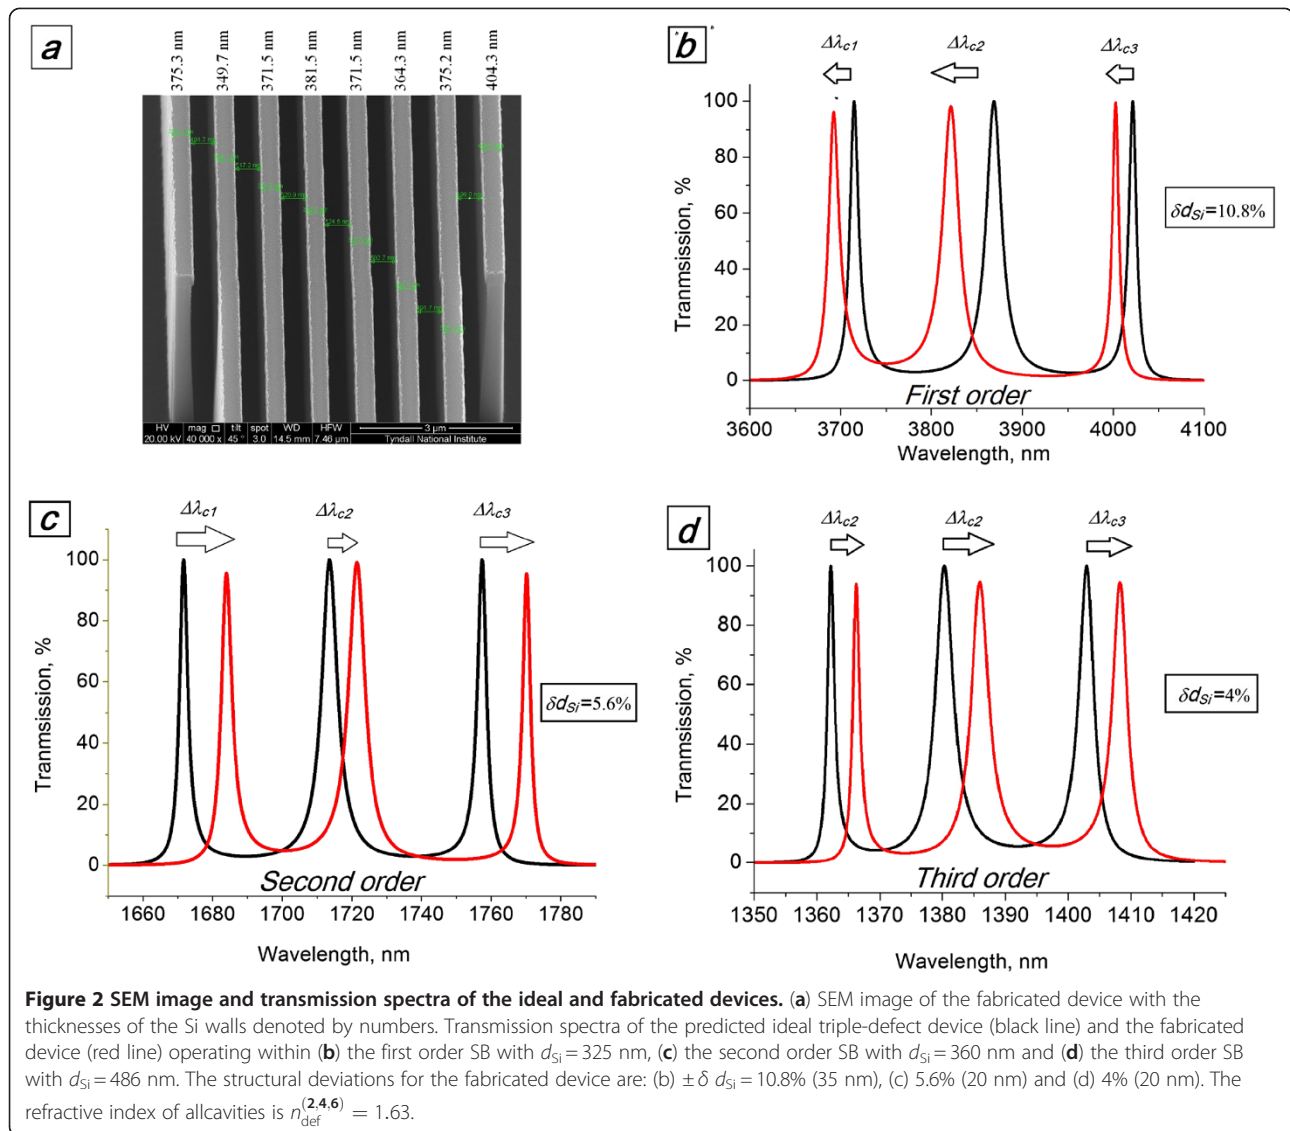 a
375.3 nm
349.7 nm
371.5 nm
381.5 nm
371.5 nm
364.3 nm
375.2 nm
404.3 nm
HV mag tilt spot WD HFW 3 µm
20.00 kV 40 000 x 45 ° 3.0 14.5 mm 7.46 µm Tyndall National Institute
b
Δλc1 Δλc2 Δλc3
Tranmsission, %
100
80
60
40
20
0
δdSi=10.8%
First order
3600 3700 3800 3900 4000 4100
Wavelength, nm
c
Δλc1 Δλc2 Δλc3
Tranmsission, %
100
80
60
40
20
0
δdSi=5.6%
Second order
1660 1680 1700 1720 1740 1760 1780
Wavelength, nm
d
Δλc2 Δλc2 Δλc3
Tranmsission, %
100
80
60
40
20
0
δdSi=4%
Third order
1350 1360 1370 1380 1390 1400 1410 1420
Wavelength, nm
Figure 2 SEM image and transmission spectra of the ideal and fabricated devices. (a) SEM image of the fabricated device with the
thicknesses of the Si walls denoted by numbers. Transmission spectra of the predicted ideal triple-defect device (black line) and the fabricated
device (red line) operating within (b) the first order SB with dSi = 325 nm, (c) the second order SB with dSi = 360 nm and (d) the third order SB
with dSi = 486 nm. The structural deviations for the fabricated device are: (b) ±δ dSi = 10.8% (35 nm), (c) 5.6% (20 nm) and (d) 4% (20 nm). The
refractive index of allcavities is n(2,4,6)def = 1.63.